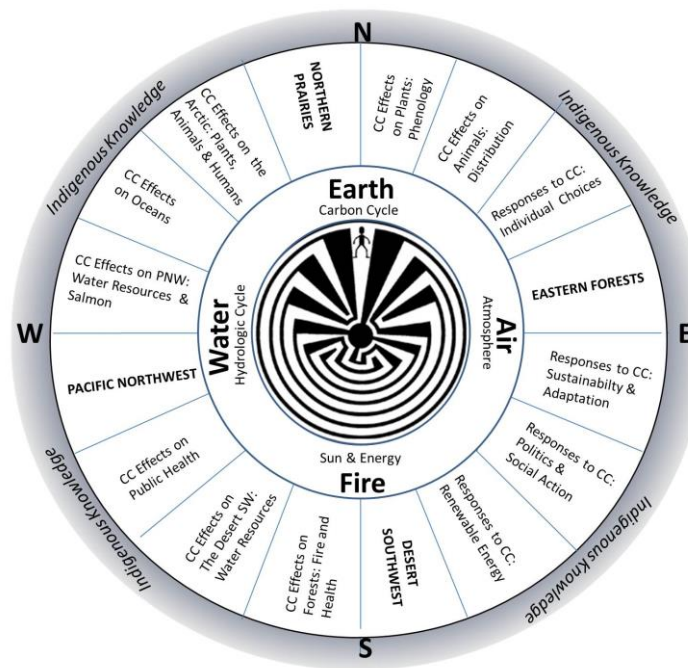 N
Indigenous Knowledge
Indigenous Knowledge
NORTHERN
PRAIRIES
CC Effects
on Plants:
Phenology
CC Effects on
Animals:
Distribution
Responses to CC:
Individual Choices
EASTERN FORESTS
E
Responses to CC:
Sustainabilty &
Adaptation
Responses to CC:
Politics &
Social Action
Responses to CC:
Renewable Energy
DESERT
SOUTHWEST
S
CC Effects on
Forests: Fire and
Health
CC Effects on
The Desert SW:
Water Resources
CC Effects on
Public Health
PACIFIC NORTHWEST
W
CC Effects on PNW:
Water Resources &
Salmon
CC Effects
on Oceans
CC Effects on the
Arctic: Plants,
Animals & Humans
Earth
Carbon Cycle
Air
Atmosphere
Sun & Energy
Fire
Water
Hydrologic Cycle
Indigenous Knowledge
Indigenous Knowledge